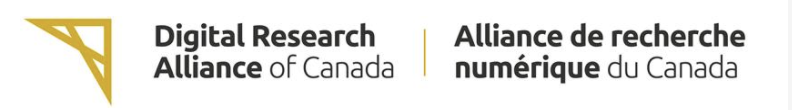 Digital Research
Alliance of Canada
Alliance de recherche
numérique du Canada